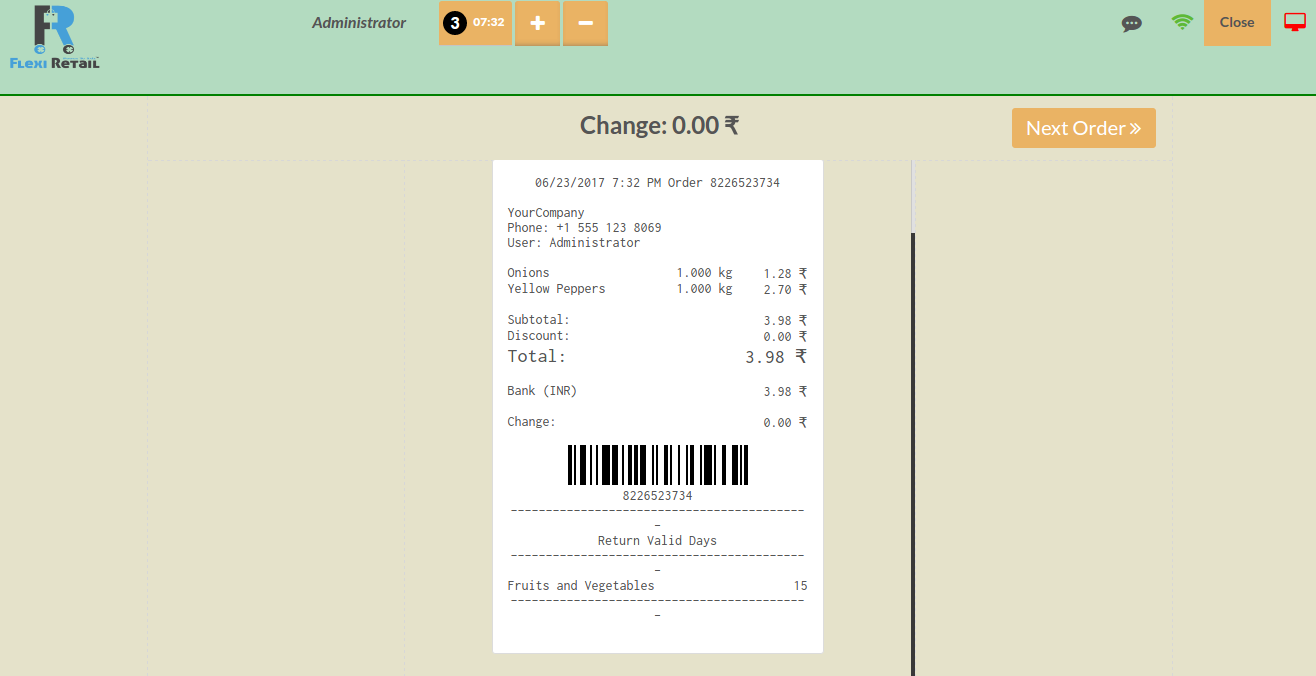 Flexi Retail
Administrator
3 07:32
Close
Change: 0.00 ₹
Next Order
06/23/2017 7:32 PM Order 8226523734
YourCompany
Phone: +1 555 123 8069
User: Administrator
Onions 1.000 kg 1.28 ₹
Yellow Peppers 1.000 kg 2.70 ₹
Subtotal: 3.98 ₹
Discount: 0.00 ₹
Total: 3.98 ₹
Bank (INR) 3.98 ₹
Change: 0.00 ₹
8226523734
------------------------------------------
-
Return Valid Days
------------------------------------------
-
Fruits and Vegetables 15
------------------------------------------
-